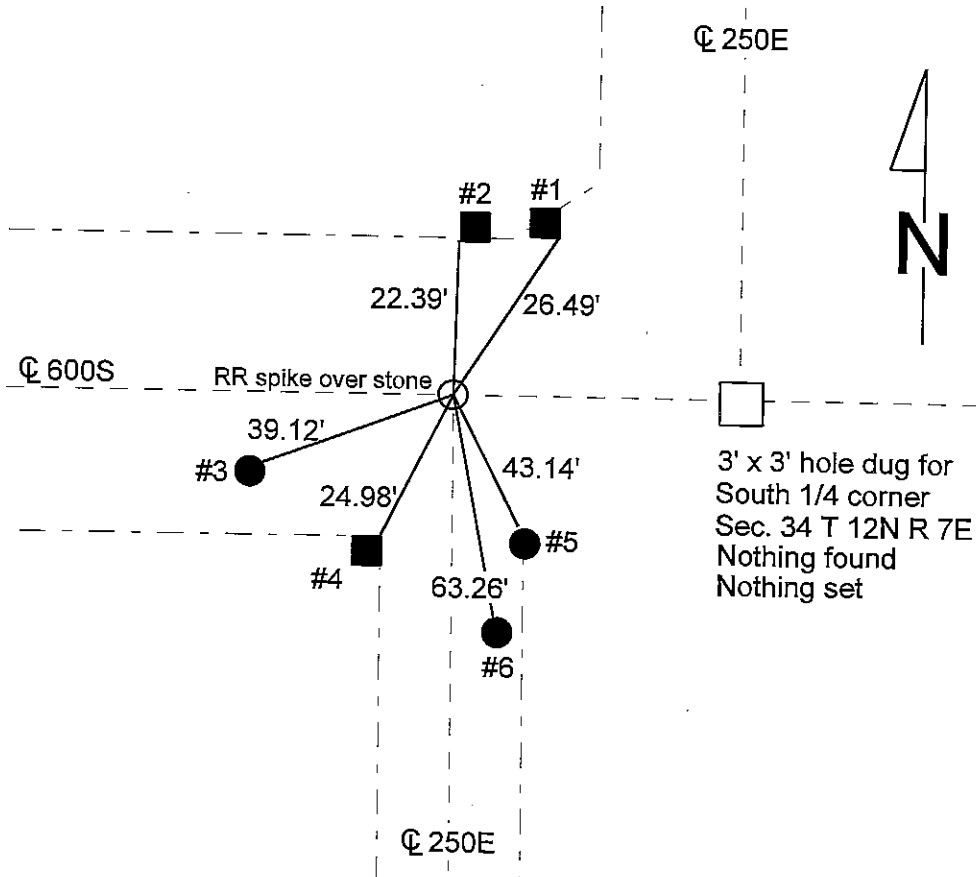 ℄ 250E
#2
#1
N
22.39'
26.49'
℄ 600S
RR spike over stone
39.12'
#3
24.98'
43.14'
#5
#4
63.26'
#6
3' x 3' hole dug for
South 1/4 corner
Sec. 34 T 12N R 7E
Nothing found
Nothing set
℄ 250E